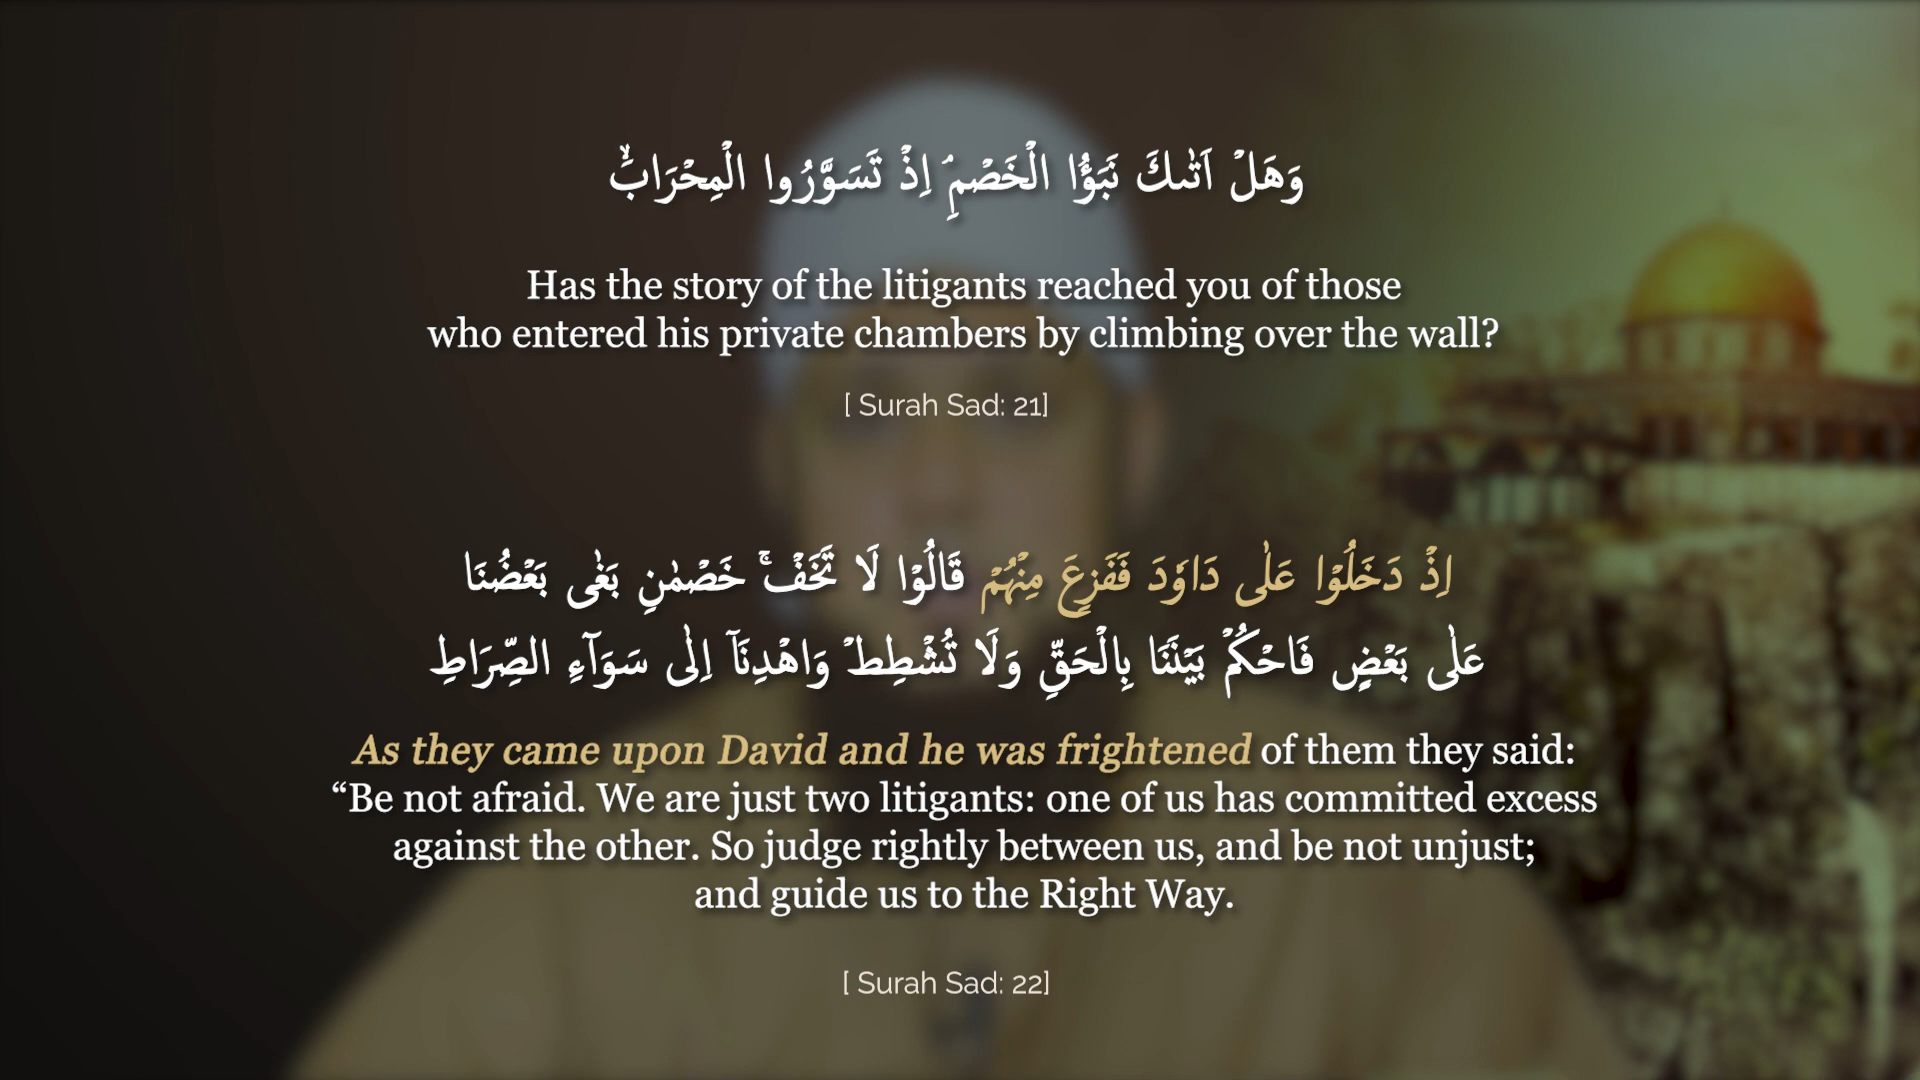 وَهَلْ اَتٰىكَ نَبَؤُا الْخَصْمِۘ اِذْ تَسَوَّرُوا الْمِحْرَابَۙ
Has the story of the litigants reached you of those
who entered his private chambers by climbing over the wall?
[ Surah Sad: 21]
اِذْ دَخَلُوْا عَلٰى دَاوٗدَ فَفَزِعَ مِنْهُمْ قَالُوْا لَا تَخَفْۚ خَصْمٰنِ بَغٰى بَعْضُنَا
عَلٰى بَعْضٍ فَاحْكُمْ بَيْنَنَا بِالْحَقِّ وَلَا تُشْطِطْ وَاهْدِنَآ اِلٰى سَوَآءِ الصِّرَاطِ
As they came upon David and he was frightened of them they said:
“Be not afraid. We are just two litigants: one of us has committed excess
against the other. So judge rightly between us, and be not unjust;
and guide us to the Right Way.
[ Surah Sad: 22]